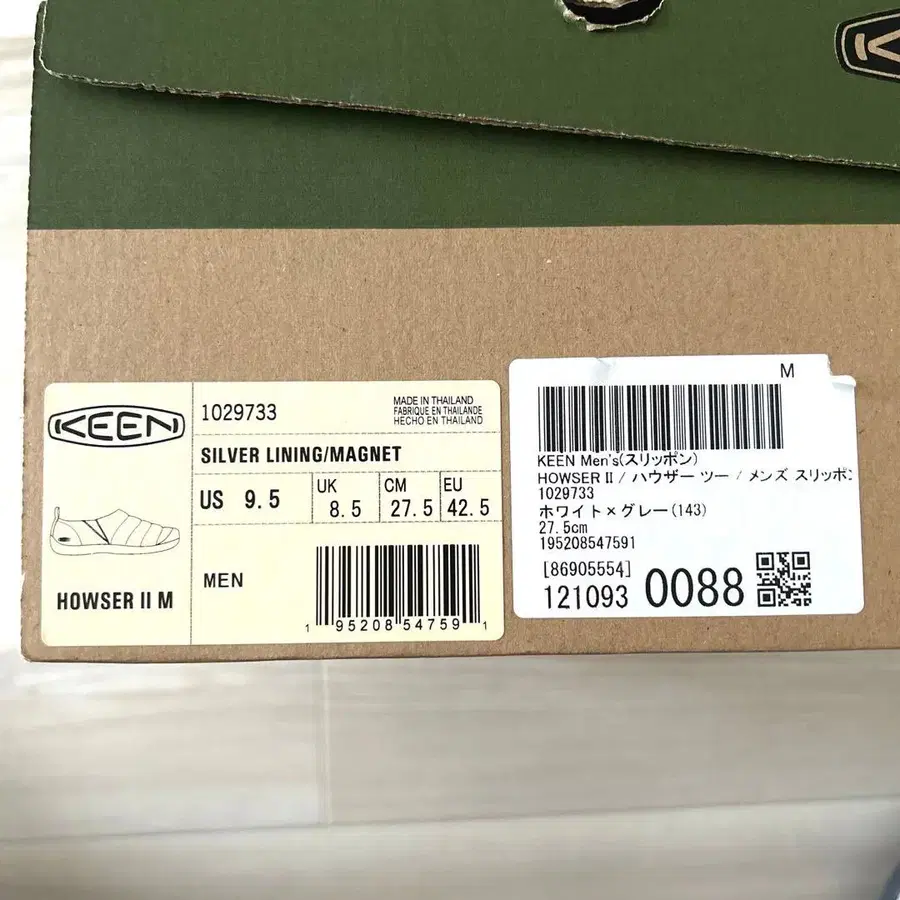 KEEN
1029733
MADE IN THAILAND
FABRIQUE EN THAILANDE
HECHO EN THAILAND
SILVER LINING/MAGNET
US 9.5
UK 8.5
CM 27.5
EU 42.5
HOWSER II M
MEN
1 95208 54759 1
M
KEEN Men's(スリッポン)
HOWSER II / ハウザー ツー / メンズ スリッポン
1029733
ホワイト×グレー(143)
27.5cm
195208547591
[86905554]
121093 0088